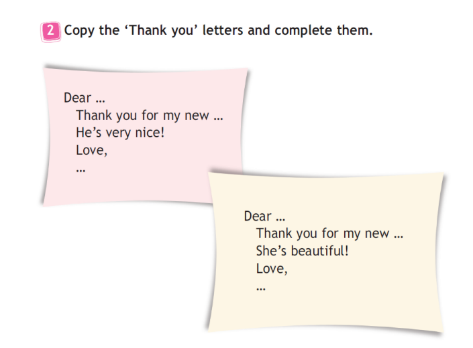 2 Copy the ‘Thank you’ letters and complete them.
Dear ...
Thank you for my new ...
He’s very nice!
Love,
...
Dear ...
Thank you for my new ...
She’s beautiful!
Love,
...